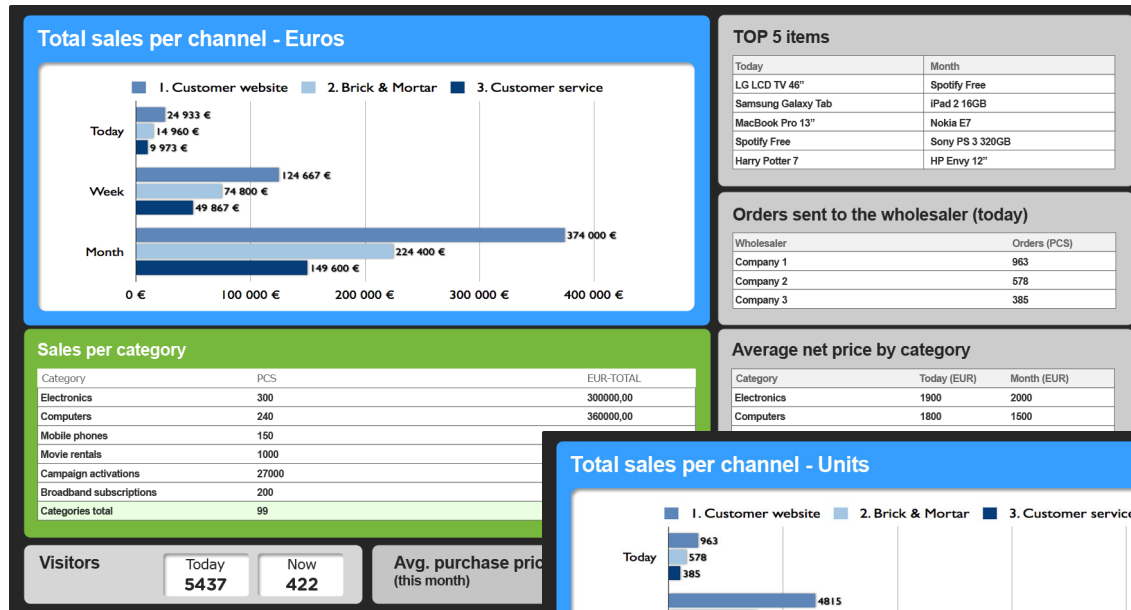 Total sales per channel - Euros
1. Customer website 2. Brick & Mortar 3. Customer service
Today
24 933 €
14 960 €
9 973 €
Week
124 667 €
74 800 €
49 867 €
Month
374 000 €
224 400 €
149 600 €
0 € 100 000 € 200 000 € 300 000 € 400 000 €
TOP 5 items
Today Month
LG LCD TV 46” Spotify Free
Samsung Galaxy Tab iPad 2 16GB
MacBook Pro 13” Nokia E7
Spotify Free Sony PS 3 320GB
Harry Potter 7 HP Envy 12”
Orders sent to the wholesaler (today)
Wholesaler Orders (PCS)
Company 1 963
Company 2 578
Company 3 385
Sales per category
Category PCS EUR-TOTAL
Electronics 300 300000,00
Computers 240 360000,00
Mobile phones 150
Movie rentals 1000
Campaign activations 27000
Broadband subscriptions 200
Categories total 99
Average net price by category
Category Today (EUR) Month (EUR)
Electronics 1900 2000
Computers 1800 1500
Visitors
Today
5437
Now
422
Avg. purchase pric
(this month)
Total sales per channel - Units
1. Customer website 2. Brick & Mortar 3. Customer service
Today
963
578
385
4815